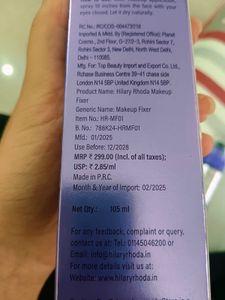 spray 10 inches from the face with your
eyes closed. Let it dry naturally.
RC No.: RC/COS-004473/18
Imported & Mktd. By (Registered Office): Planet
Cosmo., 2nd Floor, G-27/2-3, Rohini Sector 7,
Rohini Sector 3, New Delhi, North West Delhi,
Delhi – 110085.
Mfg. For: Top Beauty Import and Export Co., Ltd.,
Rchase Business Centre 39-41 chase side
London N14 5BP United Kingdom N14 5BP.
Product Name: Hilary Rhoda Makeup
Fixer
Generic Name: Makeup Fixer
Item No.: HR-MF01
B. No.: 788K24-HRMF01
Mfd.: 01/2025
Use Before: 12/2028
MRP ₹ 299.00 (Incl. of all taxes);
USP: ₹ 2.85/ml
Made in P.R.C.
Month & Year of Import: 02/2025
Net Qty.: 105 ml
For any feedback, complaint or query,
contact us at: Tel.: 01145046200 or
Email: info@hilaryrhoda.in
For more details visit us at:
Website: www.hilaryrhoda.in